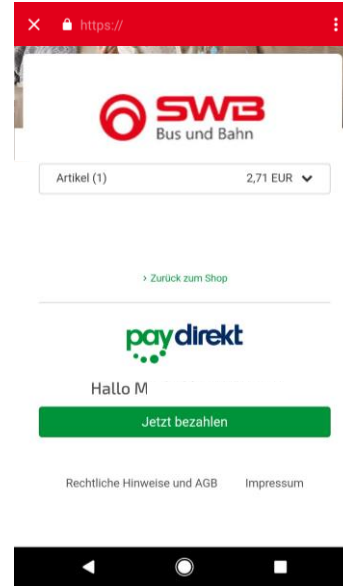 https://
SWB
Bus und Bahn
Artikel (1) 2,71 EUR
› Zurück zum Shop
paydirekt
Hallo M
Jetzt bezahlen
Rechtliche Hinweise und AGB Impressum